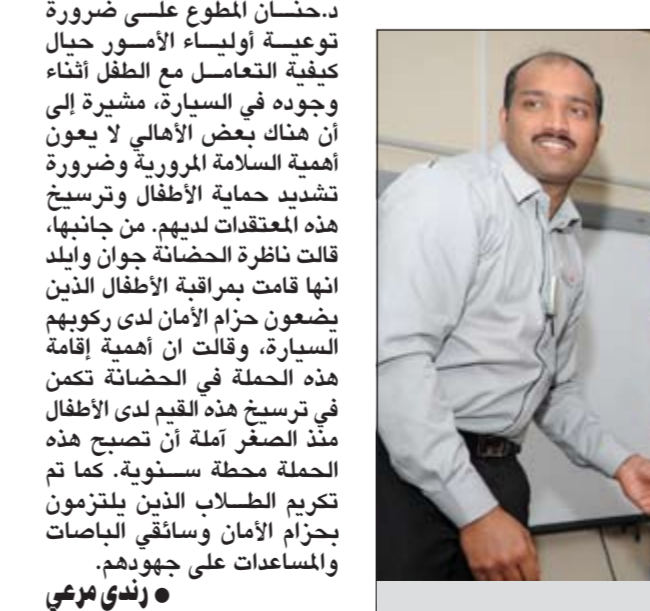 د.حنان المطوع على ضرورة
توعية أولياء الأمور حيال
كيفية التعامل مع الطفل أثناء
وجوده في السيارة، مشيرة إلى
أن هناك بعض الأهالي لا يعون
أهمية السلامة المرورية وضرورة
تشديد حماية الأطفال وترسيخ
هذه المعتقدات لديهم. من جانبها،
قالت ناظرة الحضانة جوان وايلد
انها قامت بمراقبة الأطفال الذين
يضعون حزام الأمان لدى ركوبهم
السيارة، وقالت ان أهمية إقامة
هذه الحملة في الحضانة تكمن
في ترسيخ هذه القيم لدى الأطفال
منذ الصغر آملة أن تصبح هذه
الحملة محطة سنوية. كما تم
تكريم الطلاب الذين يلتزمون
بحزام الأمان وسائقي الباصات
والمساعدات على جهودهم.
● رندى مرعي